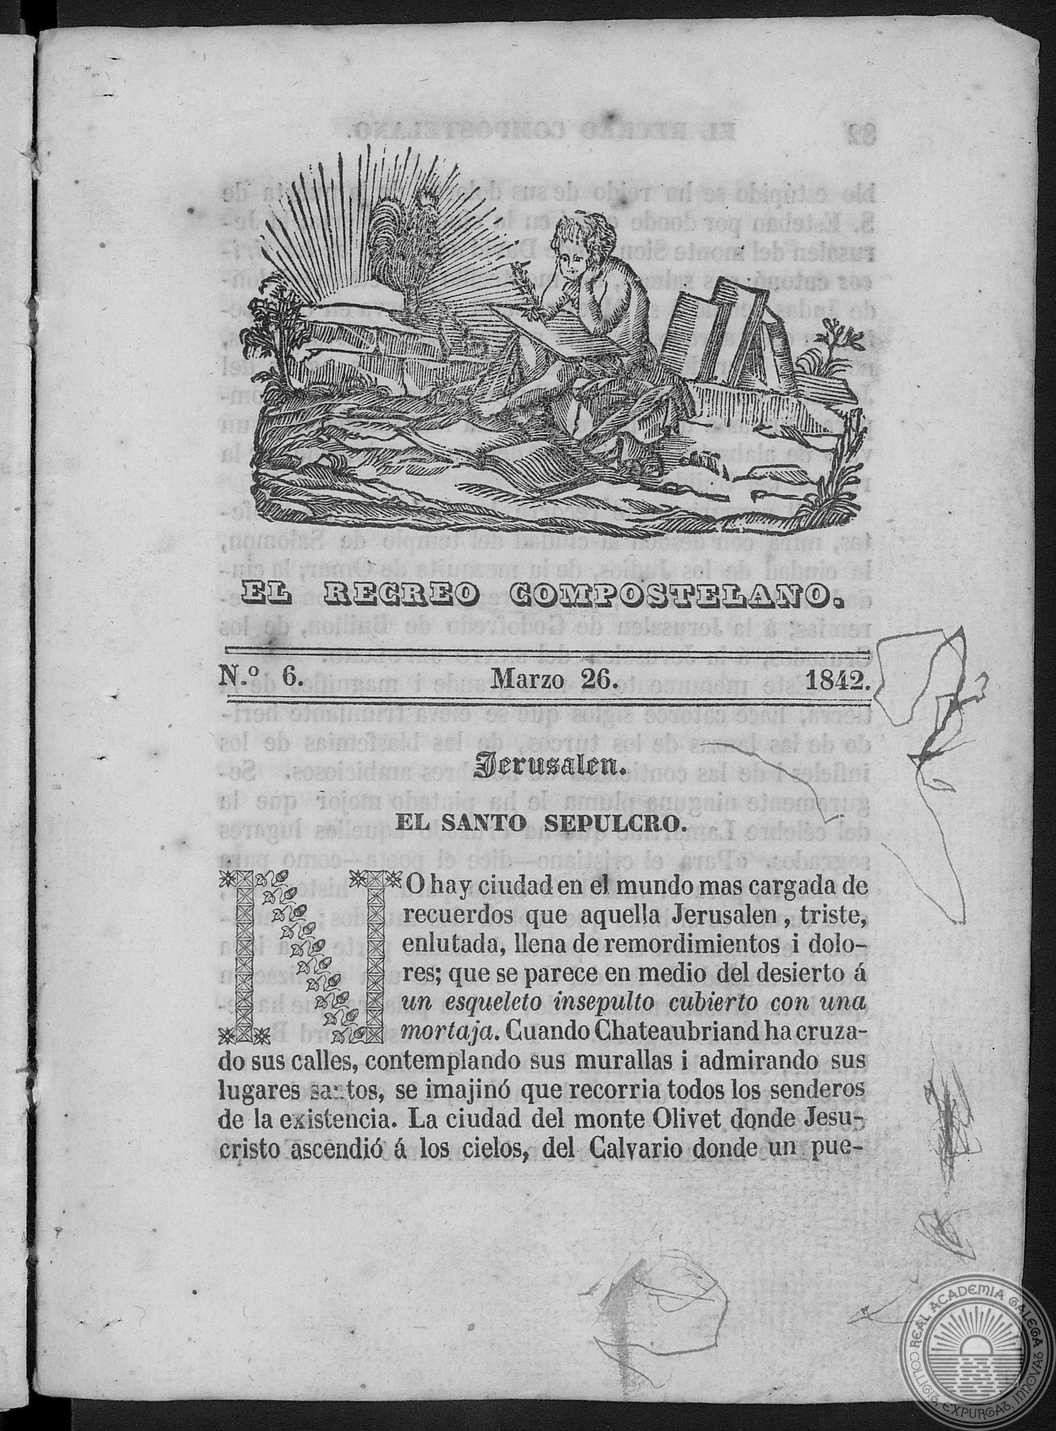 EL RECREO COMPOSTELANO.
N.º 6. Marzo 26. 1842.
Jerusalen.
EL SANTO SEPULCRO.
NO hay ciudad en el mundo mas cargada de
recuerdos que aquella Jerusalen, triste,
enlutada, llena de remordimientos i dolo-
res; que se parece en medio del desierto á
un esqueleto insepulto cubierto con una
mortaja. Cuando Chateaubriand ha cruza-
do sus calles, contemplando sus murallas i admirando sus
lugares santos, se imajinó que recorria todos los senderos
de la existencia. La ciudad del monte Olivet donde Jesu-
cristo ascendió á los cielos, del Calvario donde un pue-
REAL ACADEMIA GALEGA
COLLIGIT, EXPURGAT, INNOVAT